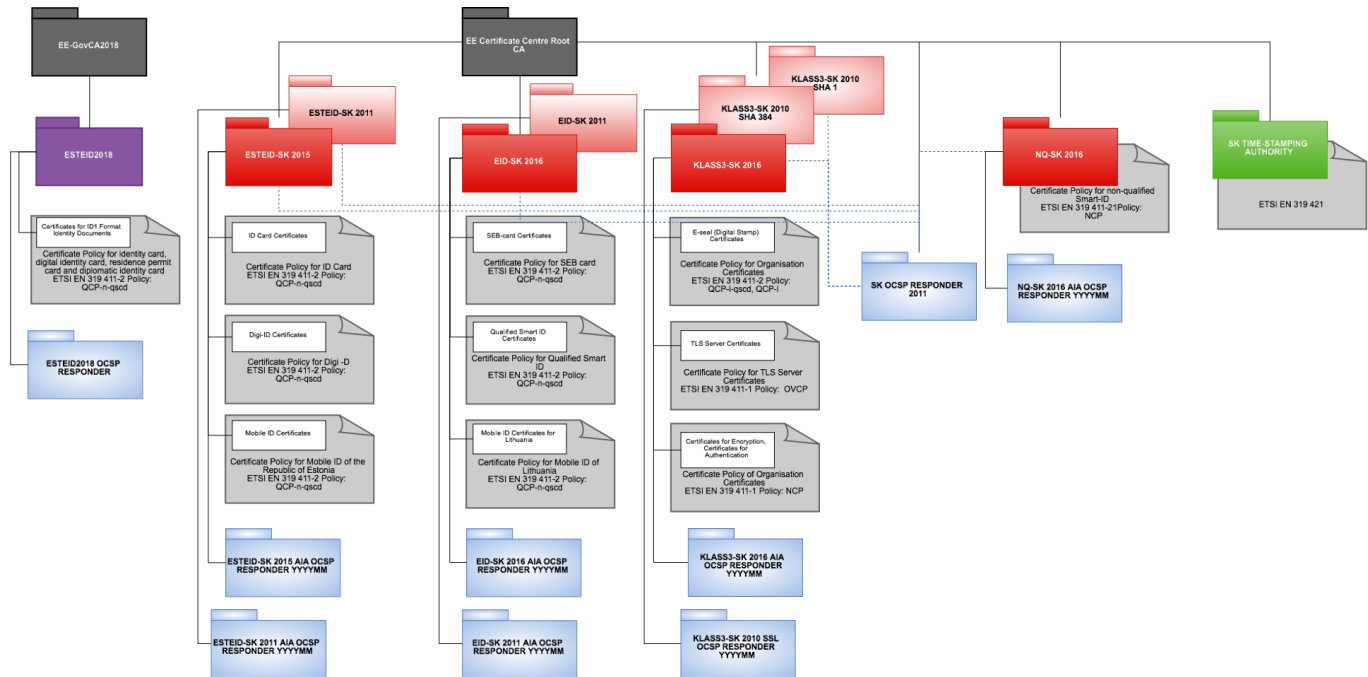 EE-GovCA2018
ESTEID2018
Certificates for ID1 Format
Identity Documents
Certificate Policy for identity card,
digital identity card, residence permit
card and diplomatic identity card
ETSI EN 319 411-2 Policy:
QCP-n-qscd
ESTEID2018 OCSP
RESPONDER
EE Certificate Centre Root
CA
ESTEID-SK 2011
ESTEID-SK 2015
ID Card Certificates
Certificate Policy for ID Card
ETSI EN 319 411-2 Policy:
QCP-n-qscd
Digi-ID Certificates
Certificate Policy for Digi -D
ETSI EN 319 411-2 Policy:
QCP-n-qscd
Mobile ID Certificates
Certificate Policy for Mobile ID of the
Republic of Estonia
ETSI EN 319 411-2 Policy:
QCP-n-qscd
ESTEID-SK 2015 AIA OCSP
RESPONDER YYYYMM
ESTEID-SK 2011 AIA OCSP
RESPONDER YYYYMM
EID-SK 2011
EID-SK 2016
SEB-card Certificates
Certificate Policy for SEB card
ETSI EN 319 411-2 Policy:
QCP-n-qscd
Qualified Smart ID
Certificates
Certificate Policy for Qualified Smart
ID
ETSI EN 319 411-2 Policy:
QCP-n-qscd
Mobile ID Certificates for
Lithuania
Certificate Policy for Mobile ID of
Lithuania
ETSI EN 319 411-2 Policy:
QCP-n-qscd
EID-SK 2016 AIA OCSP
RESPONDER YYYYMM
EID-SK 2011 AIA OCSP
RESPONDER YYYYMM
KLASS3-SK 2010
SHA 1
KLASS3-SK 2010
SHA 384
KLASS3-SK 2016
E-seal (Digital Stamp)
Certificates
Certificate Policy for Organisation
Certificates
ETSI EN 319 411-2 Policy:
QCP-l-qscd, QCP-l
TLS Server Certificates
Certificate Policy for TLS Server
Certificates
ETSI EN 319 411-1 Policy: OVCP
Certificates for Encryption,
Certificates for
Authentication
Certificate Policy of Organisation
Certificates
ETSI EN 319 411-1 Policy: NCP
KLASS3-SK 2016 AIA
OCSP RESPONDER
YYYYMM
KLASS3-SK 2010 SSL
OCSP RESPONDER
YYYYMM
SK OCSP RESPONDER
2011
NQ-SK 2016
Certificate Policy for non-qualified
Smart-ID
ETSI EN 319 411-21Policy:
NCP
NQ-SK 2016 AIA OCSP
RESPONDER YYYYMM
SK TIME-STAMPING
AUTHORITY
ETSI EN 319 421